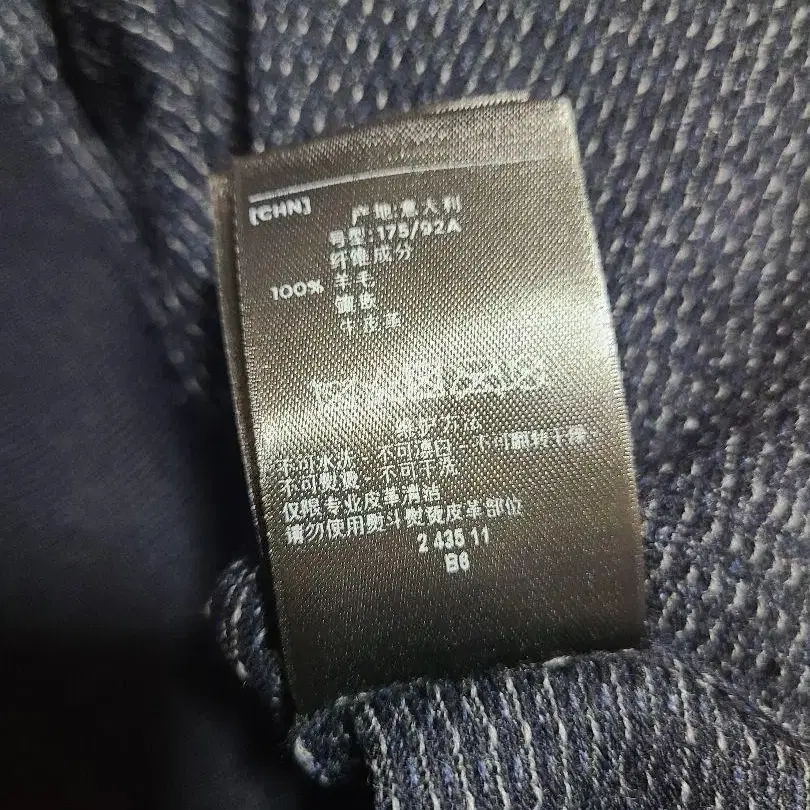 [CHN]
产地:意大利
号型:175/92A
纤维成分
100% 羊毛
镶嵌
牛皮革
维护方法
不可水洗 不可漂白 不可翻转干燥
不可熨烫 不可干洗
仅限专业皮革清洁
请勿使用熨斗熨烫皮革部位
2 435 11
B6